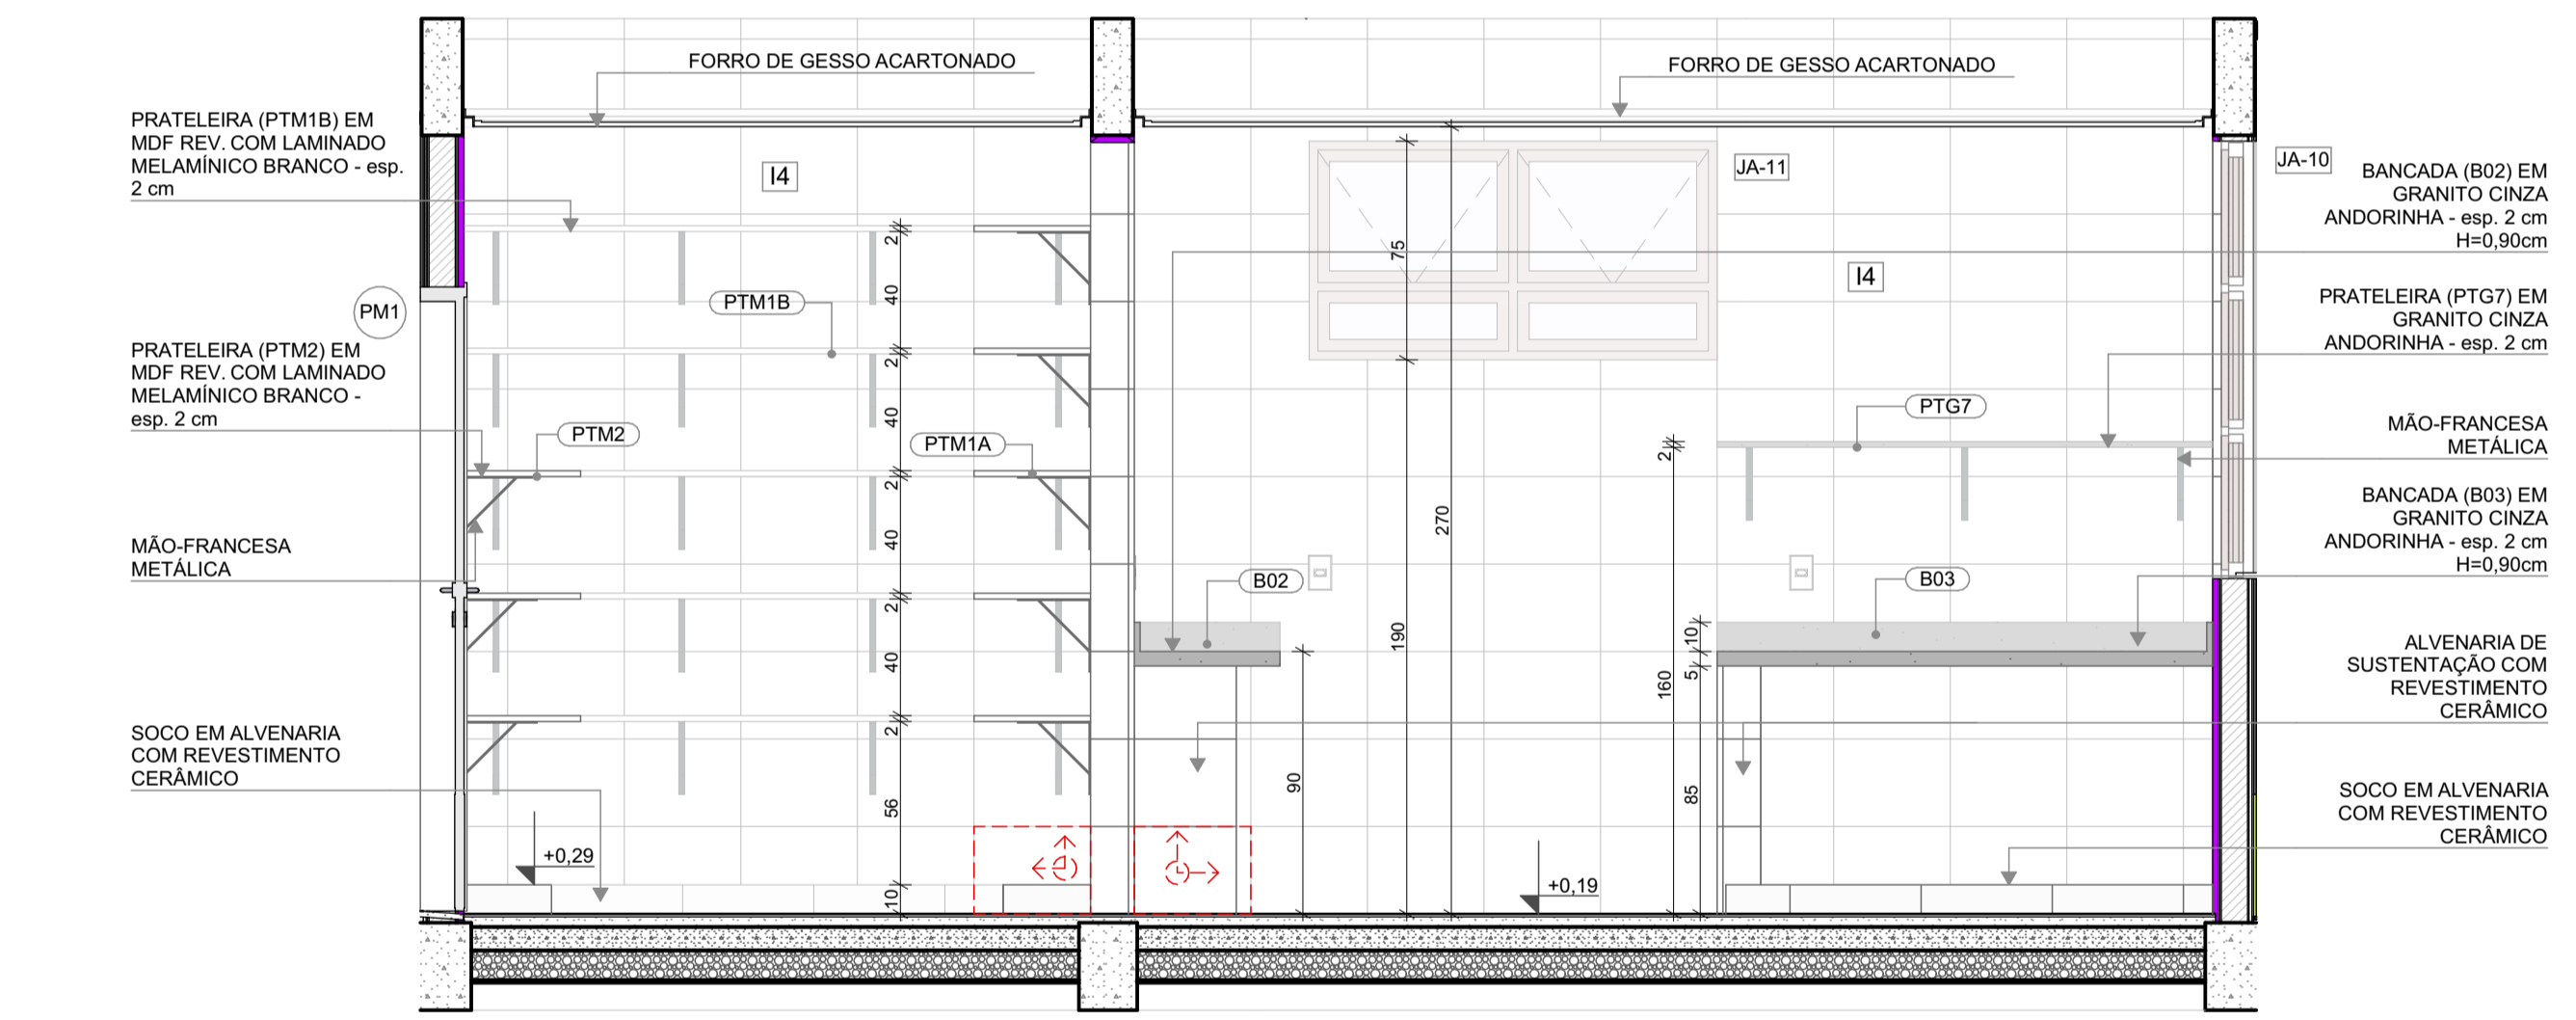 FORRO DE GESSO ACARTONADO
FORRO DE GESSO ACARTONADO
PRATELEIRA (PTM1B) EM
MDF REV. COM LAMINADO
MELAMÍNICO BRANCO - esp.
2 cm
PM1
PRATELEIRA (PTM2) EM
MDF REV. COM LAMINADO
MELAMÍNICO BRANCO -
esp. 2 cm
MÃO-FRANCESA
METÁLICA
SOCO EM ALVENARIA
COM REVESTIMENTO
CERÂMICO
I4
PTM1B
PTM2
PTM1A
2
40
2
40
2
40
2
40
2
56
10
+0,29
JA-11
75
190
270
I4
PTG7
B02
B03
90
2
160
10
5
85
+0,19
JA-10
BANCADA (B02) EM
GRANITO CINZA
ANDORINHA - esp. 2 cm
H=0,90cm
PRATELEIRA (PTG7) EM
GRANITO CINZA
ANDORINHA - esp. 2 cm
MÃO-FRANCESA
METÁLICA
BANCADA (B03) EM
GRANITO CINZA
ANDORINHA - esp. 2 cm
H=0,90cm
ALVENARIA DE
SUSTENTAÇÃO COM
REVESTIMENTO
CERÂMICO
SOCO EM ALVENARIA
COM REVESTIMENTO
CERÂMICO